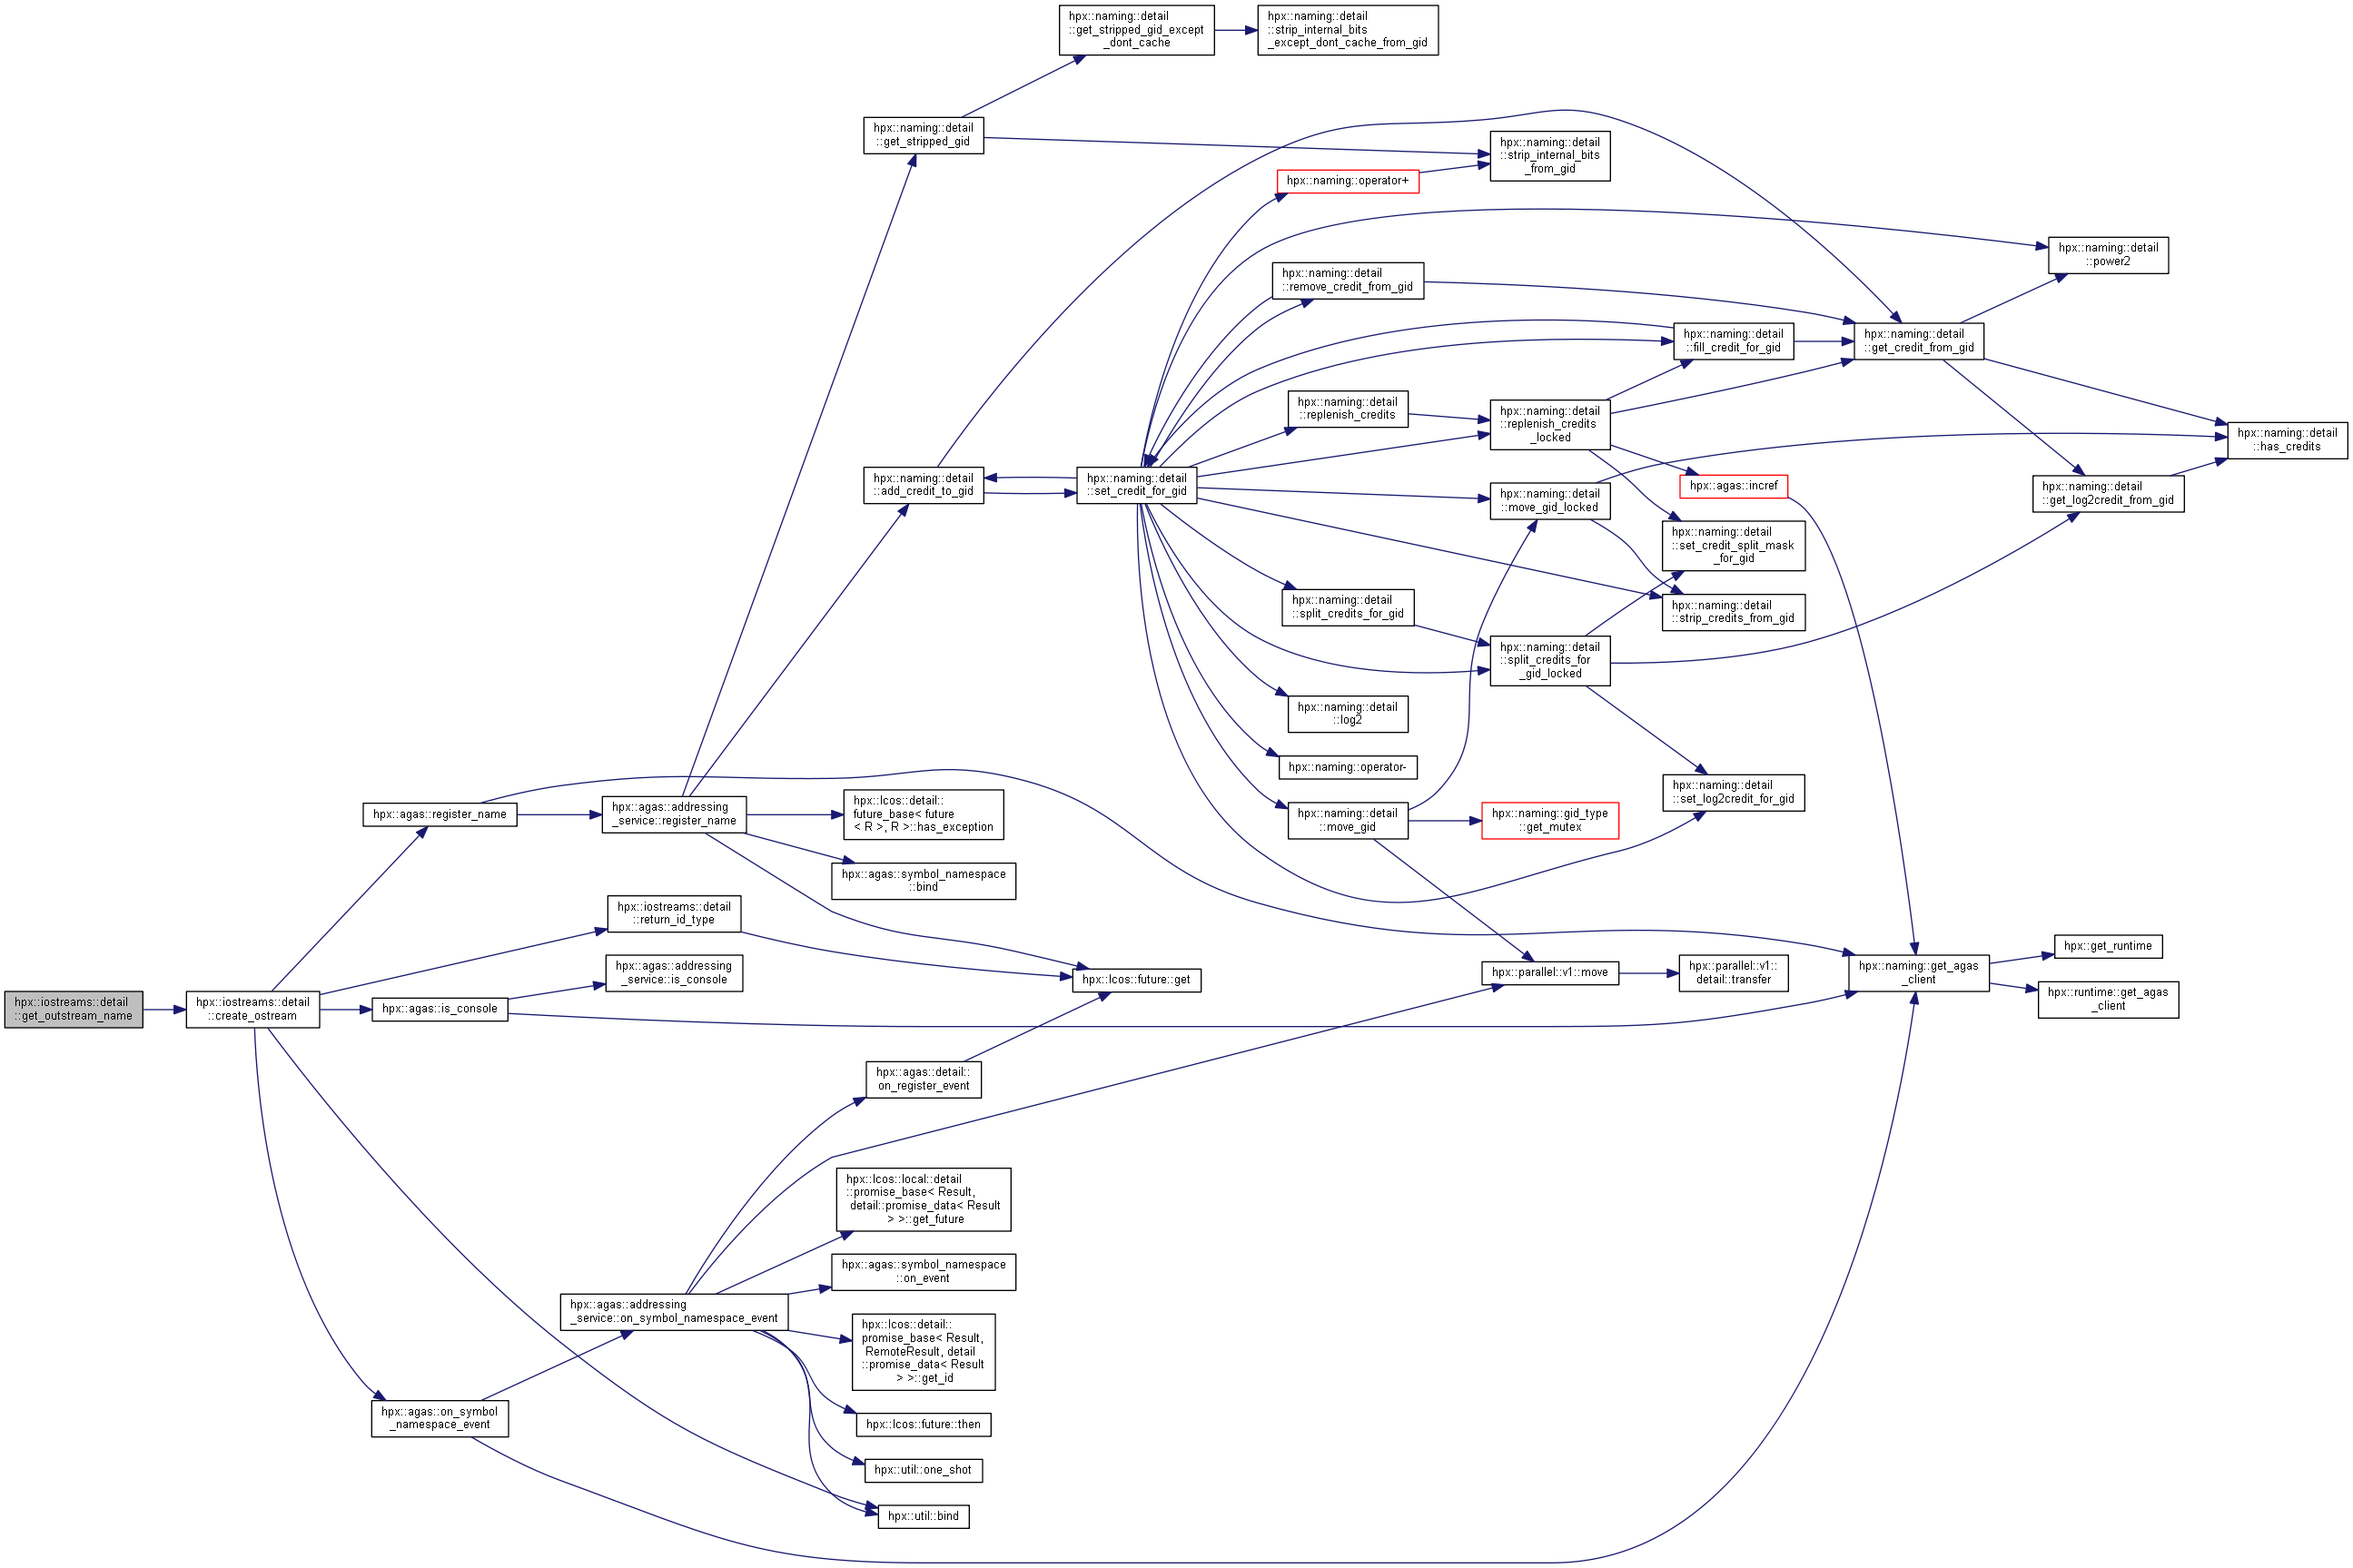 hpx::naming::detail
::get_stripped_gid_except
_dont_cache
hpx::naming::detail
::strip_internal_bits
_except_dont_cache_from_gid
hpx::naming::detail
::get_stripped_gid
hpx::naming::detail
::strip_internal_bits
_from_gid
hpx::naming::operator+
hpx::naming::detail
::power2
hpx::naming::detail
::remove_credit_from_gid
hpx::naming::detail
::fill_credit_for_gid
hpx::naming::detail
::get_credit_from_gid
hpx::naming::detail
::replenish_credits
hpx::naming::detail
::replenish_credits
_locked
hpx::naming::detail
::has_credits
hpx::naming::detail
::add_credit_to_gid
hpx::naming::detail
::set_credit_for_gid
hpx::naming::detail
::move_gid_locked
hpx::agas::incref
hpx::naming::detail
::get_log2credit_from_gid
hpx::naming::detail
::set_credit_split_mask
_for_gid
hpx::naming::detail
::split_credits_for_gid
hpx::naming::detail
::strip_credits_from_gid
hpx::naming::detail
::split_credits_for
_gid_locked
hpx::naming::detail
::log2
hpx::naming::operator-
hpx::naming::detail
::set_log2credit_for_gid
hpx::agas::register_name
hpx::agas::addressing
_service::register_name
hpx::lcos::detail::
future_base< future
< R >, R >::has_exception
hpx::naming::detail
::move_gid
hpx::naming::gid_type
::get_mutex
hpx::agas::symbol_namespace
::bind
hpx::iostreams::detail
::return_id_type
hpx::agas::addressing
_service::is_console
hpx::lcos::future::get
hpx::parallel::v1::move
hpx::parallel::v1::
detail::transfer
hpx::naming::get_agas
_client
hpx::get_runtime
hpx::runtime::get_agas
_client
hpx::iostreams::detail
::get_outstream_name
hpx::iostreams::detail
::create_ostream
hpx::agas::is_console
hpx::agas::detail::
on_register_event
hpx::lcos::local::detail
::promise_base< Result,
detail::promise_data< Result
> >::get_future
hpx::agas::symbol_namespace
::on_event
hpx::agas::addressing
_service::on_symbol_namespace_event
hpx::lcos::detail::
promise_base< Result,
RemoteResult, detail
::promise_data< Result
> >::get_id
hpx::agas::on_symbol
_namespace_event
hpx::lcos::future::then
hpx::util::one_shot
hpx::util::bind